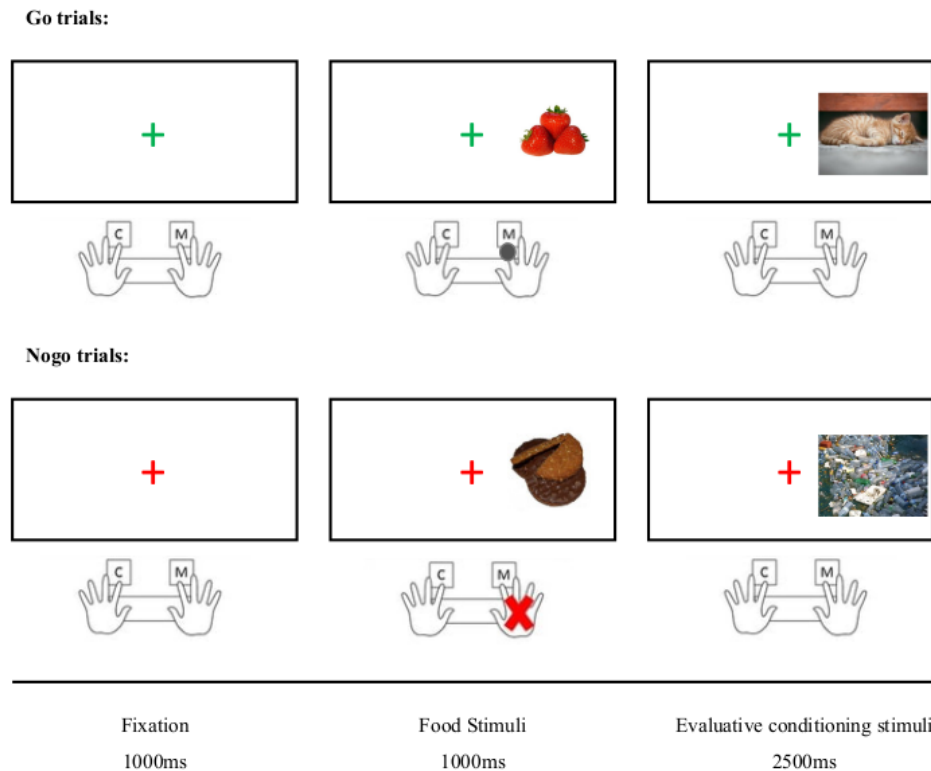 Go trials:
C M
C M
C M
Nogo trials:
C M
C M
C M
Fixation
Food Stimuli
Evaluative conditioning stimuli
1000ms
1000ms
2500ms